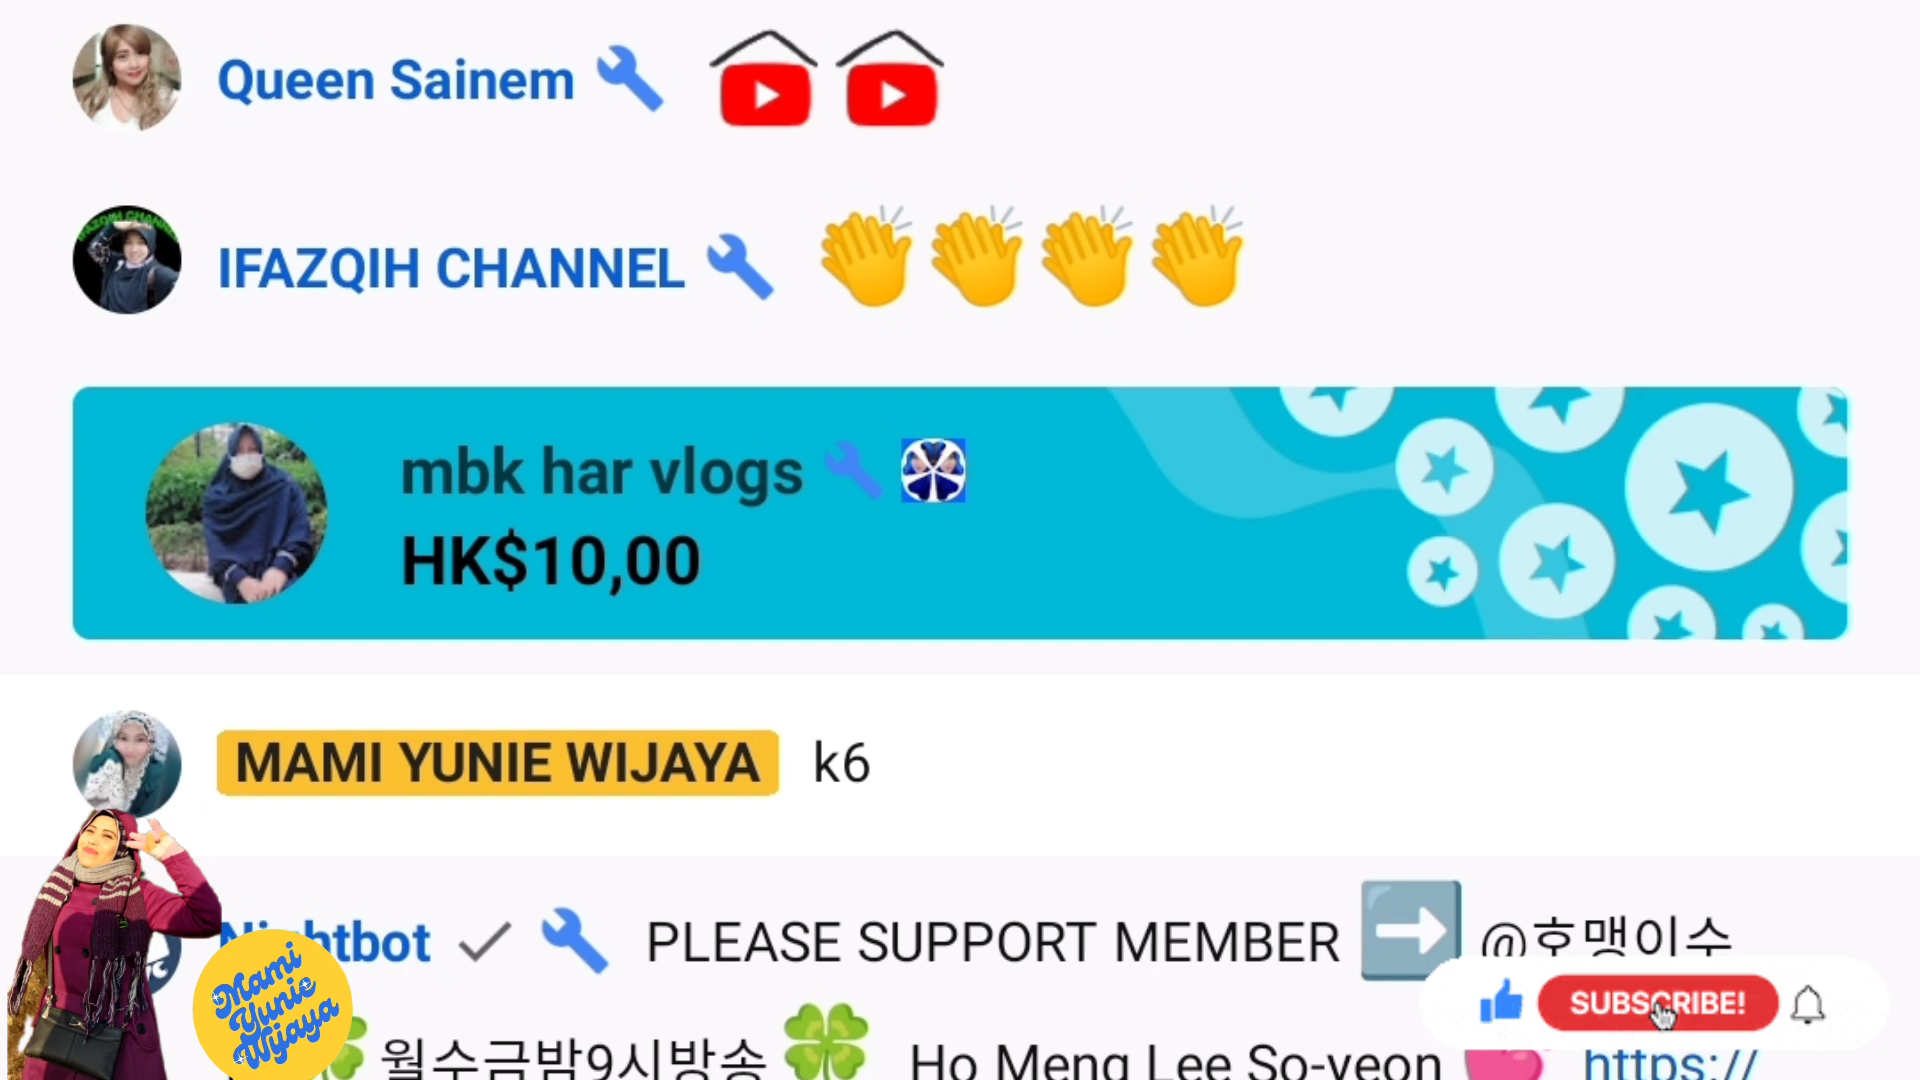 Queen Sainem
IFAZQIH CHANNEL
mbk har vlogs
HK$10,00
MAMI YUNIE WIJAYA k6
Nightbot PLEASE SUPPORT MEMBER @호맹이수
월수금밤9시방송 Ho Meng Lee So-yeon https://
Mami
Yunie
Wijaya
SUBSCRIBE!